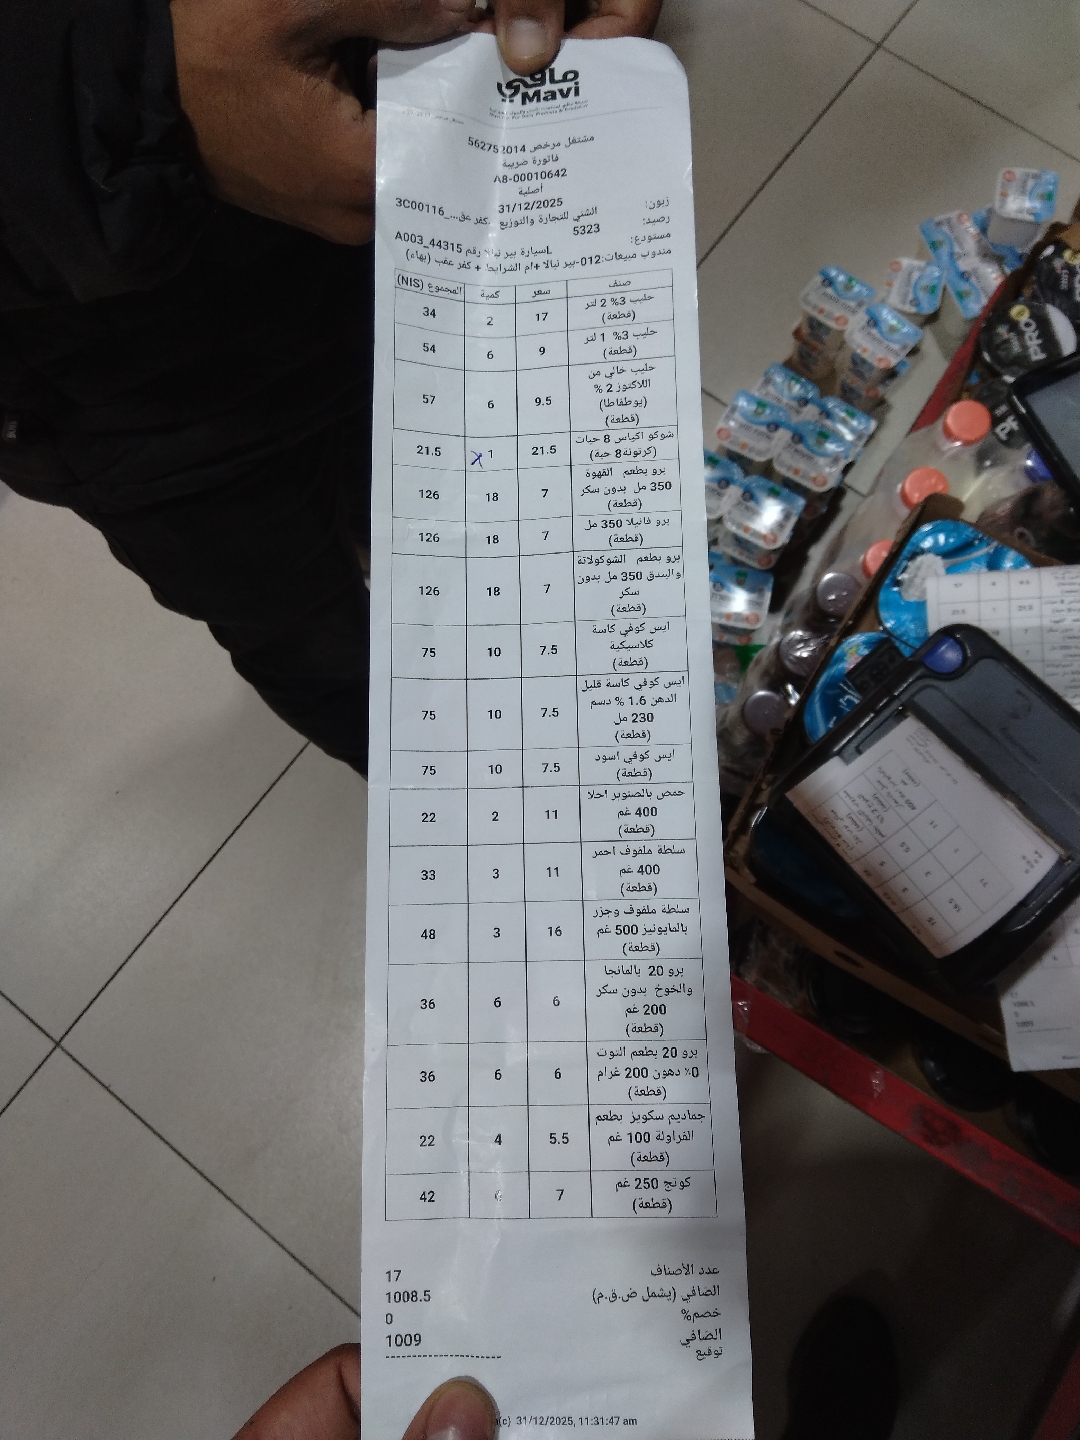 مافي
Mavi
مشتغل مرخص 562752014
فاتورة ضريبة
A8-00010642
أصلية
31/12/2025
زبون: الشني للتجارة والتوزيع .كفر عق..._3C00116
رصيد: 5323
مستودع: سيارة بير نبالا رقم A003_44315
مندوب مبيعات:012-بير نبالا +ام الشرايط + كفر عقب (بهاء)
صنف سعر كمية المجموع (NIS)
حليب 3% 2 لتر (قطعة) 17 2 34
حليب 3% 1 لتر (قطعة) 9 6 54
حليب خالي من اللاكتوز 2 % (يوطفاطا) (قطعة) 9.5 6 57
شوكو اكياس 8 حبات (كرتونة8 حبة) 21.5 1 21.5
برو بطعم القهوة 350 مل بدون سكر (قطعة) 7 18 126
برو فانيلا 350 مل (قطعة) 7 18 126
برو بطعم الشوكولاتة والبندق 350 مل بدون سكر (قطعة) 7 18 126
ايس كوفي كاسة كلاسيكية (قطعة) 7.5 10 75
ايس كوفي كاسة قليل الدهن 1.6 % دسم 230 مل (قطعة) 7.5 10 75
ايس كوفي اسود (قطعة) 7.5 10 75
حمص بالصنوبر احلا 400 غم (قطعة) 11 2 22
سلطة ملفوف احمر 400 غم (قطعة) 11 3 33
سلطة ملفوف وجزر بالمايونيز 500 غم (قطعة) 16 3 48
برو 20 بالمانجا والخوخ بدون سكر 200 غم (قطعة) 6 6 36
برو 20 بطعم التوت 0% دهون 200 غرام (قطعة) 6 6 36
جماديم سكويز بطعم الفراولة 100 غم (قطعة) 5.5 4 22
كوتج 250 غم (قطعة) 7 42
عدد الأصناف 17
الصافي (يشمل ض.ق.م) 1008.5
خصم% 0
الصافي 1009
توقيع
31/12/2025, 11:31:47 am
PRO